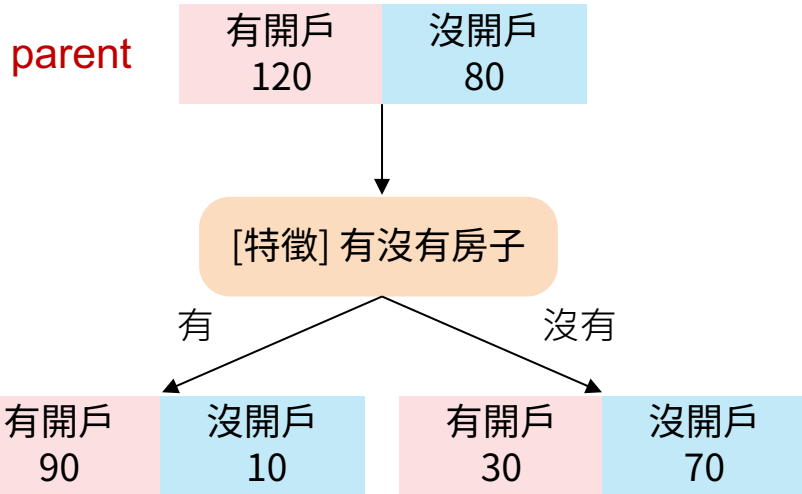 parent
有開戶 沒開戶
120 80
[特徵] 有沒有房子
有 沒有
有開戶 沒開戶 有開戶 沒開戶
90 10 30 70